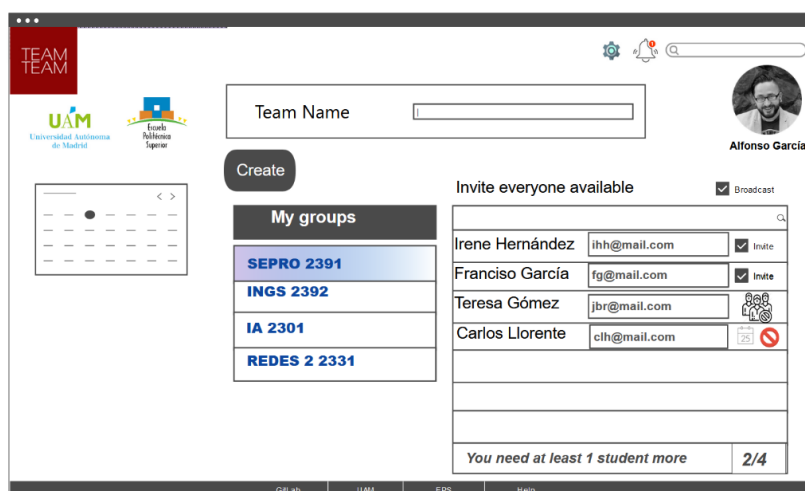 TEAM
TEAM
UAM
Universidad Autónoma
de Madrid
Escuela
Politécnica
Superior
Team Name
Alfonso García
Create
Invite everyone available
Broadcast
My groups
SEPRO 2391
INGS 2392
IA 2301
REDES 2 2331
Irene Hernández ihh@mail.com Invite
Franciso García fg@mail.com Invite
Teresa Gómez jbr@mail.com
Carlos Llorente clh@mail.com 25
You need at least 1 student more 2/4
GitLab UAM EPS Help